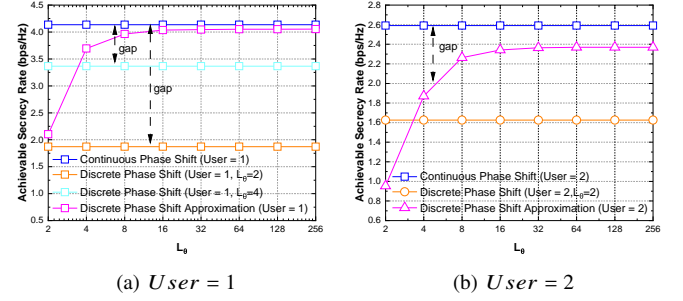 Achievable Secrecy Rate (bps/Hz)
4.5
4.0
3.5
3.0
2.5
2.0
1.5
1.0
0.5
gap
gap
Continuous Phase Shift (User = 1)
Discrete Phase Shift (User = 1, Lθ=2)
Discrete Phase Shift (User = 1, Lθ=4)
Discrete Phase Shift Approximation (User = 1)
2 4 8 16 32 64 128 256
Lθ
(a) User = 1
Achievable Secrecy Rate (bps/Hz)
2.8
2.6
2.4
2.2
2.0
1.8
1.6
1.4
1.2
1.0
0.8
0.6
gap
Continuous Phase Shift (User = 2)
Discrete Phase Shift (User = 2,Lθ=2)
Discrete Phase Shift Approximation (User = 2)
2 4 8 16 32 64 128 256
Lθ
(b) User = 2